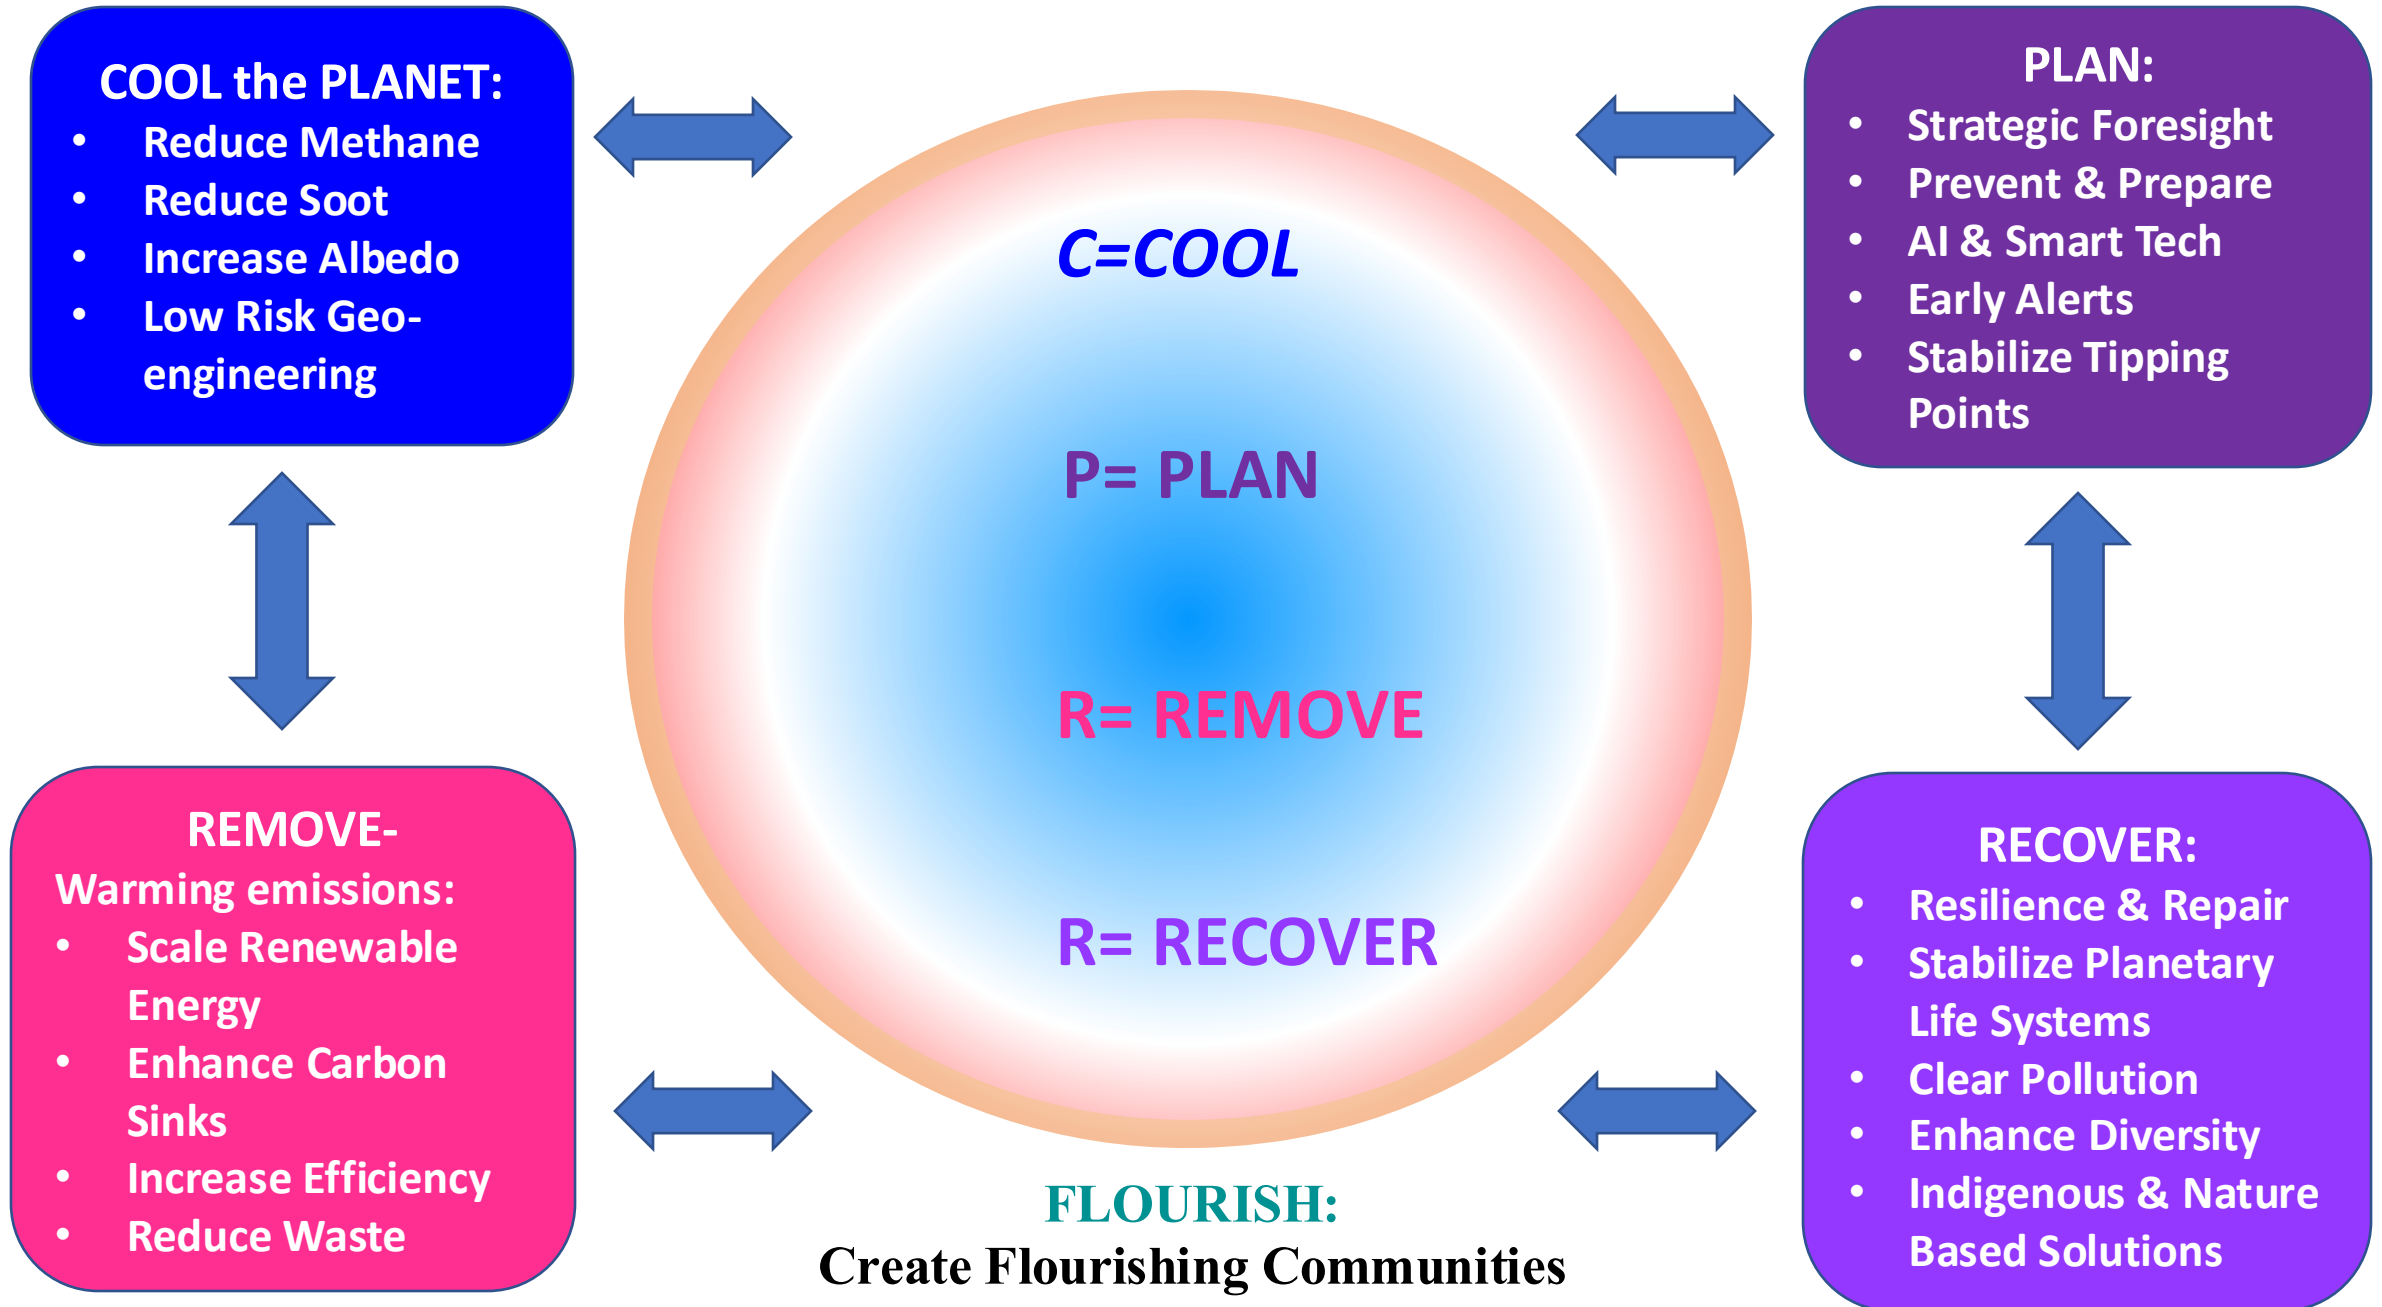 COOL the PLANET:
• Reduce Methane
• Reduce Soot
• Increase Albedo
• Low Risk Geo-
engineering
C=COOL
P= PLAN
R= REMOVE
R= RECOVER
PLAN:
• Strategic Foresight
• Prevent & Prepare
• AI & Smart Tech
• Early Alerts
• Stabilize Tipping
Points
REMOVE-
Warming emissions:
• Scale Renewable
Energy
• Enhance Carbon
Sinks
• Increase Efficiency
• Reduce Waste
RECOVER:
• Resilience & Repair
• Stabilize Planetary
Life Systems
• Clear Pollution
• Enhance Diversity
• Indigenous & Nature
Based Solutions
FLOURISH:
Create Flourishing Communities